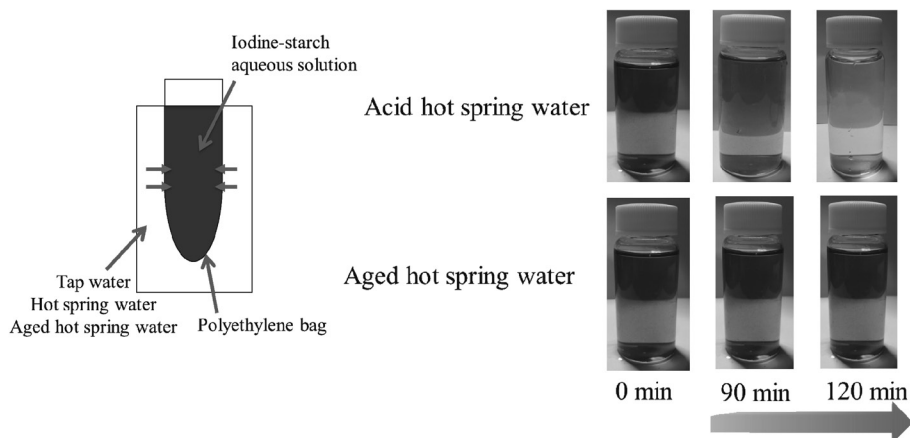 Iodine-starch
aqueous solution
Tap water
Hot spring water
Aged hot spring water
Polyethylene bag
Acid hot spring water
Aged hot spring water
0 min
90 min
120 min